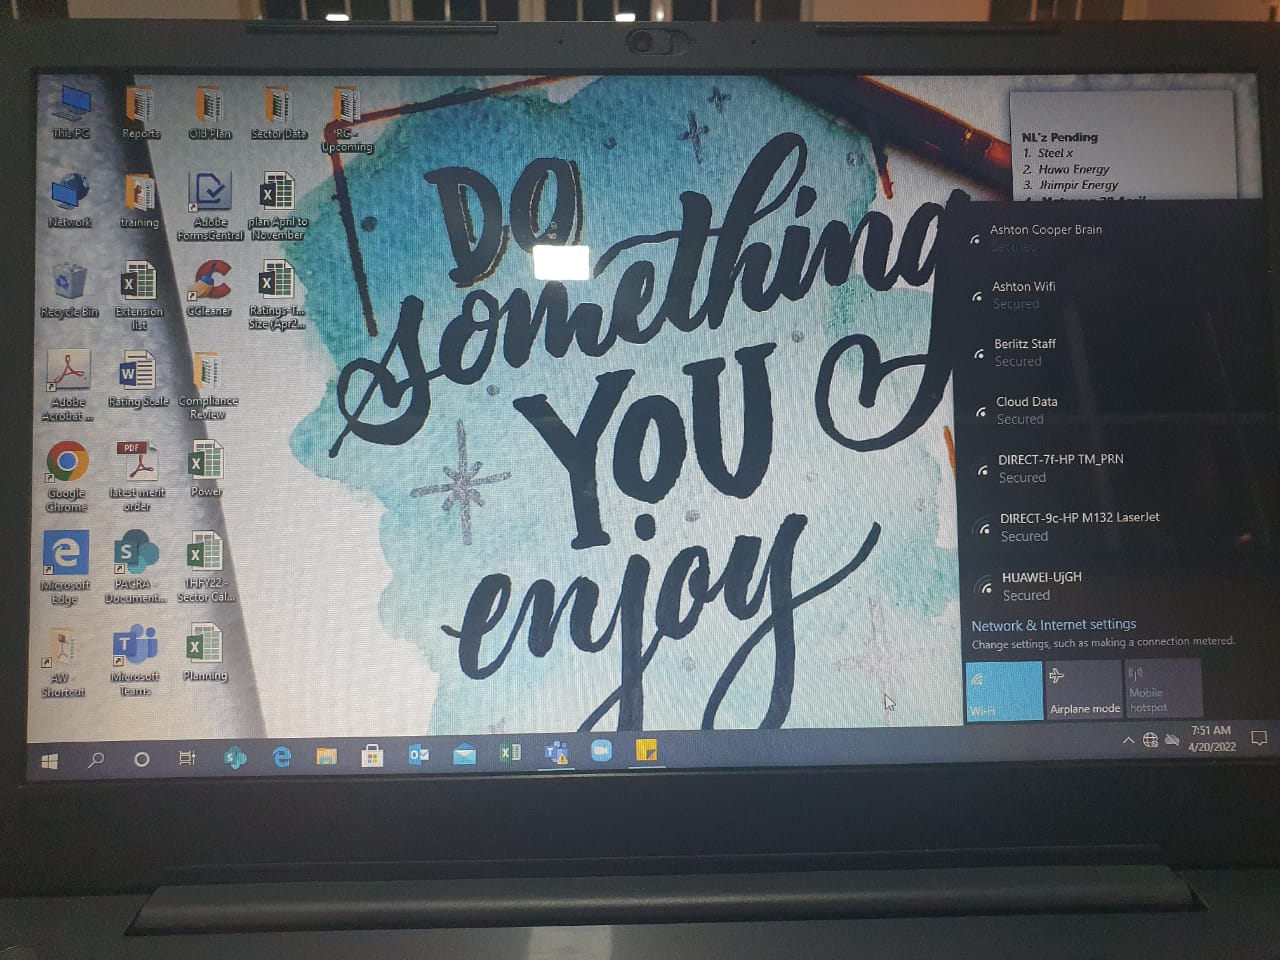 This PC
Reports
Old Plan
Sector Data
RG -
Upcoming
Network
training
Adobe
FormsCentral
plan April to
November
Recycle Bin
Extension
list
CCleaner
Ratings-If...
Size (Apr2...
Adobe
Acrobat ...
Rating Scale
Compliance
Review
Google
Chrome
PDF
latest merit
order
Power
Microsoft
Edge
PACRA -
Document...
1HFY22 -
Sector Cal...
AW -
Shortcut
Microsoft
Teams
Planning
DO
something
YOU
enjoy
NL'z Pending
1. Steel x
2. Hawa Energy
3. Jhimpir Energy
Ashton Cooper Brain
Secured
Ashton Wifi
Secured
Berlitz Staff
Secured
Cloud Data
Secured
DIRECT-7f-HP TM_PRN
Secured
DIRECT-9c-HP M132 LaserJet
Secured
HUAWEI-UjGH
Secured
Network & Internet settings
Change settings, such as making a connection metered.
Wi-Fi
Airplane mode
Mobile
hotspot
7:51 AM
4/20/2022